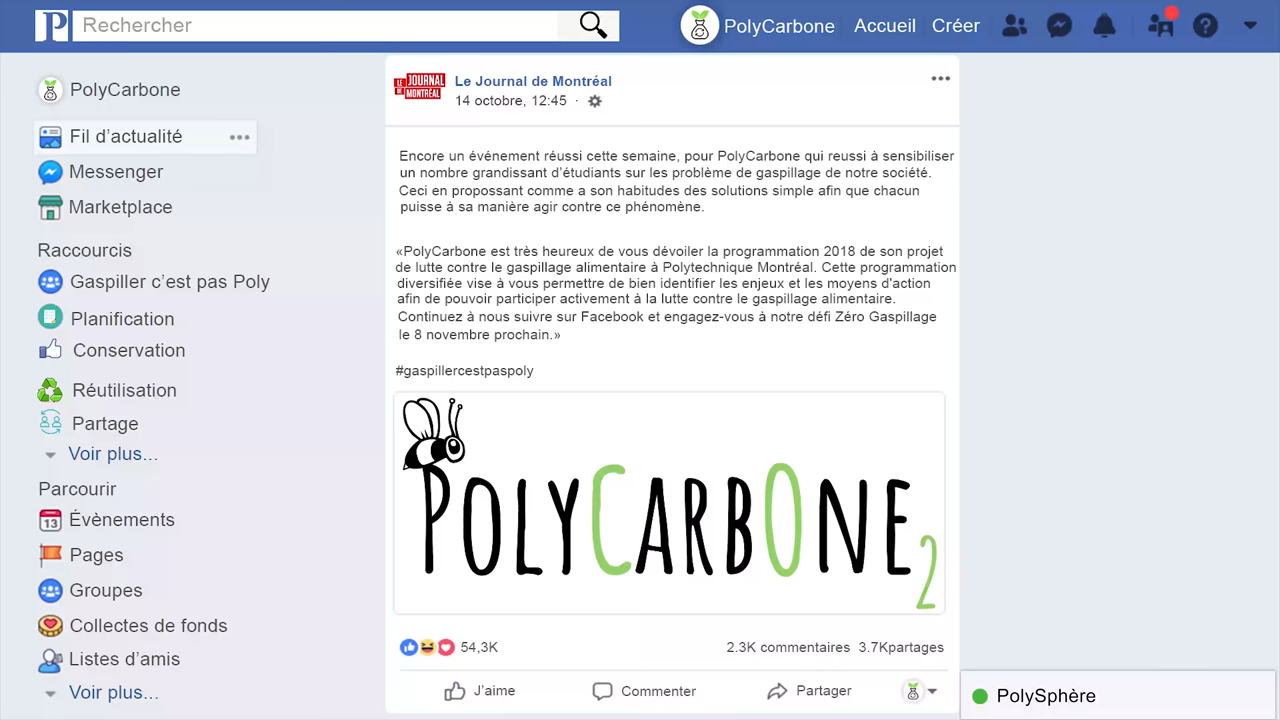 P Rechercher PolyCarbone Accueil Créer
PolyCarbone
Fil d'actualité
Messenger
Marketplace
Raccourcis
Gaspiller c'est pas Poly
Planification
Conservation
Réutilisation
Partage
Voir plus...
Parcourir
13 Évènements
Pages
Groupes
Collectes de fonds
Listes d'amis
Voir plus...
LE JOURNAL DE MONTRÉAL
Le Journal de Montréal
14 octobre, 12:45 ·
Encore un événement réussi cette semaine, pour PolyCarbone qui reussi à sensibiliser
un nombre grandissant d'étudiants sur les problème de gaspillage de notre société.
Ceci en propossant comme a son habitudes des solutions simple afin que chacun
puisse à sa manière agir contre ce phénomène.
«PolyCarbone est très heureux de vous dévoiler la programmation 2018 de son projet
de lutte contre le gaspillage alimentaire à Polytechnique Montréal. Cette programmation
diversifiée vise à vous permettre de bien identifier les enjeux et les moyens d'action
afin de pouvoir participer activement à la lutte contre le gaspillage alimentaire.
Continuez à nous suivre sur Facebook et engagez-vous à notre défi Zéro Gaspillage
le 8 novembre prochain.»
#gaspillercestpaspoly
POLYCARBONE2
54,3K 2.3K commentaires 3.7Kpartages
J'aime Commenter Partager
PolySphère